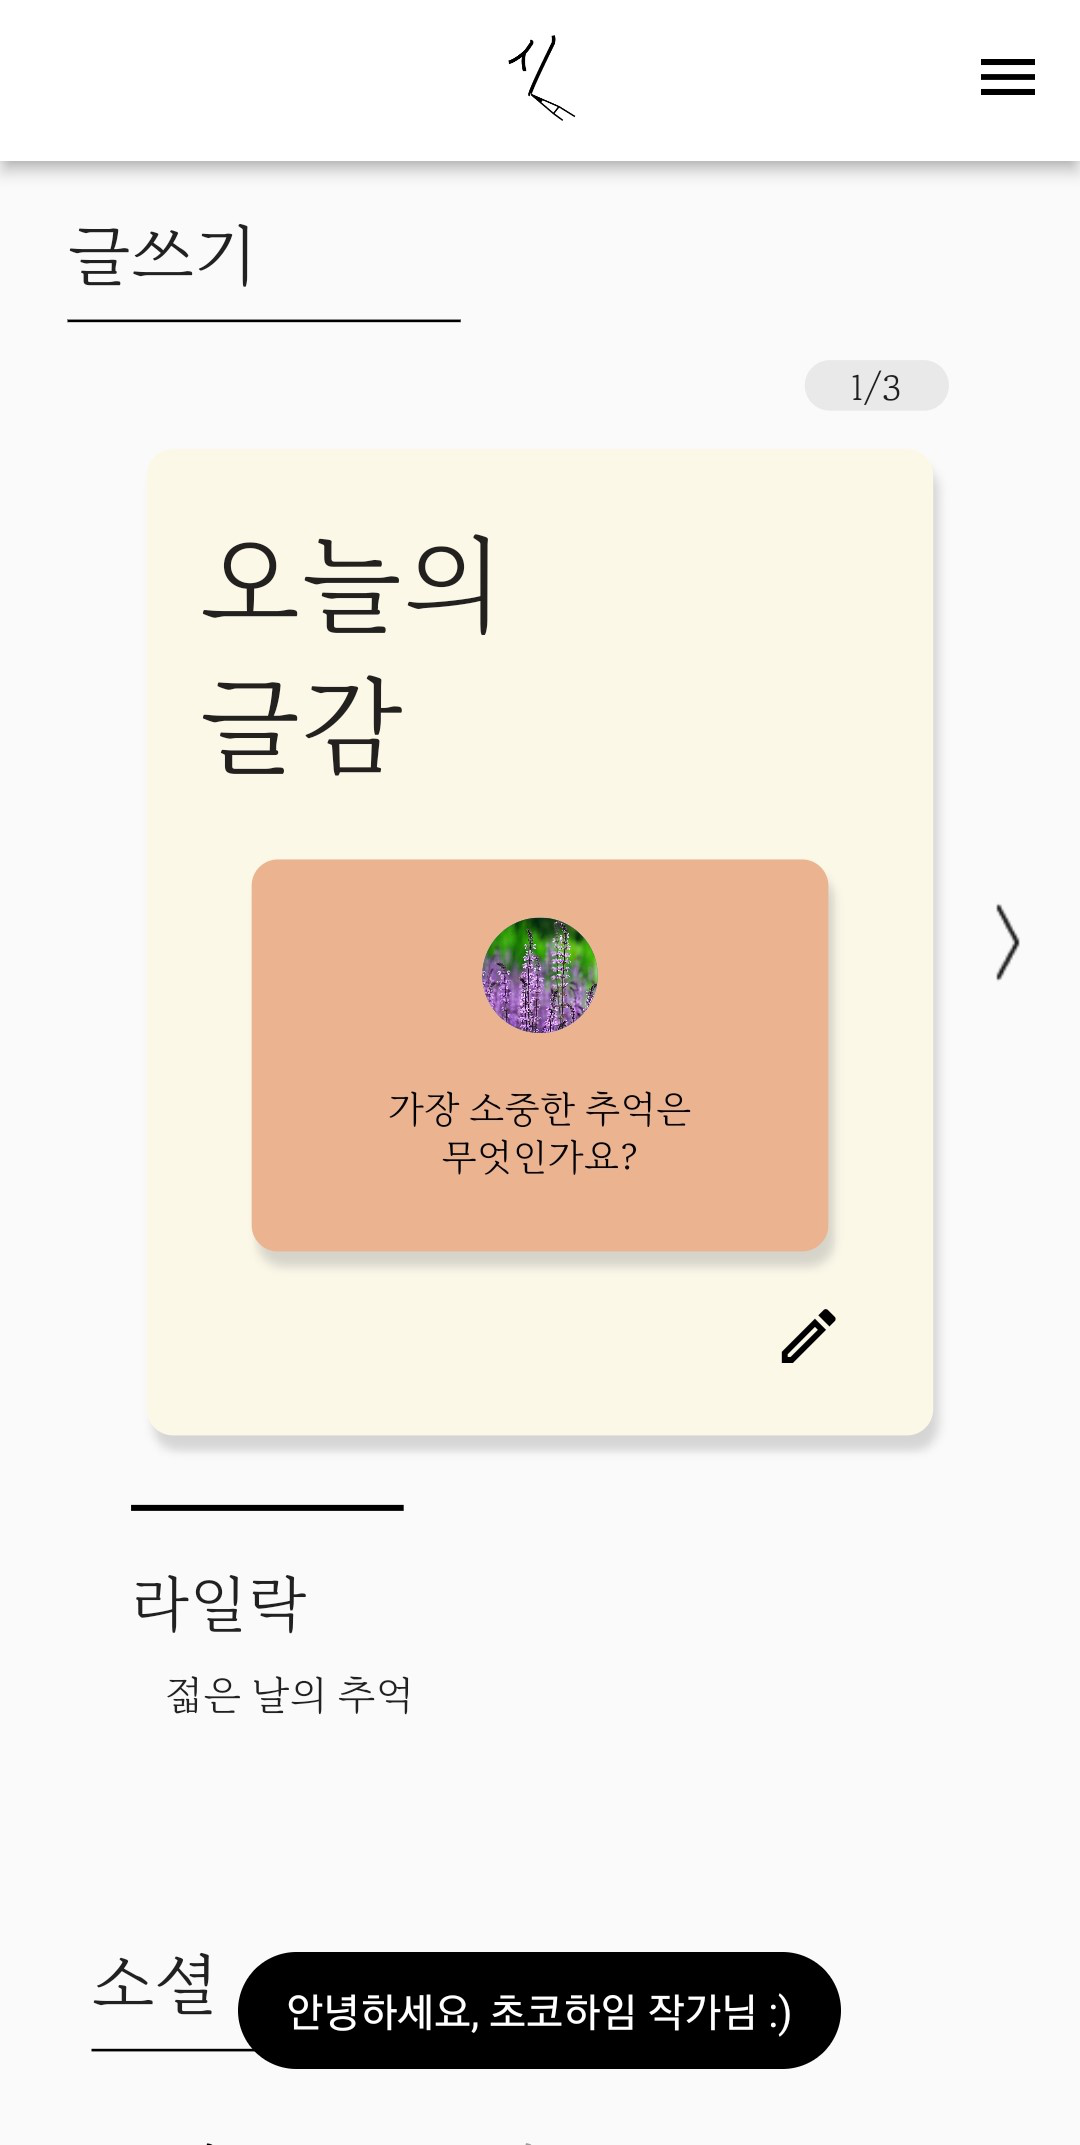 글쓰기
1/3
오늘의
글감
가장 소중한 추억은
무엇인가요?
라일락
젊은 날의 추억
소셜
안녕하세요, 초코하임 작가님 :)